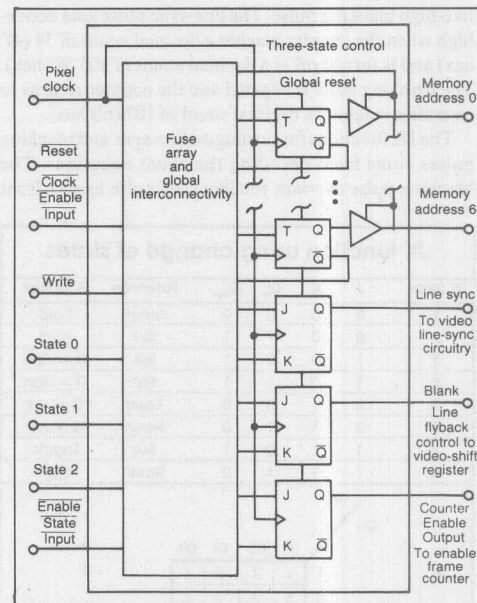 Three-state control
Pixel
clock
Global reset
Memory
address 0
T Q
Q
Reset
Clock
Enable
Input
Fuse
array
and
global
interconnectivity
T Q
Q
Memory
address 6
T Q
Q
Write
J Q
K Q
Line sync
To video
line-sync
circuitry
State 0
State 1
J Q
K Q
Blank
Line
flyback
control to
video-shift
register
State 2
J Q
K Q
Counter
Enable
Output
To enable
frame
counter
Enable
State
Input